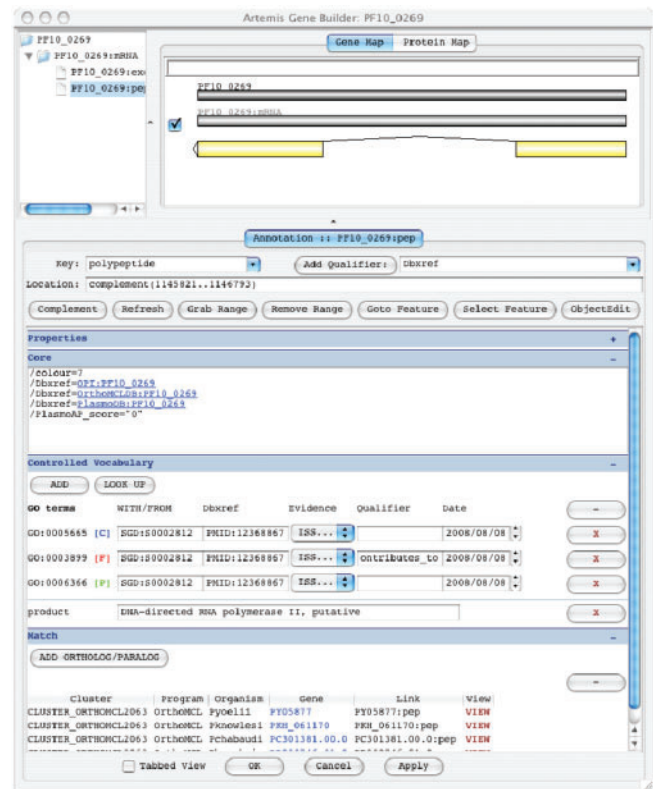 Artemis Gene Builder: PF10_0269
PF10_0269
PF10_0269:mRNA
PF10_0269:exo
PF10_0269:pep
Gene Map Protein Map
PF10_0269
PF10_0269:mRNA
Annotation :: PF10_0269:pep
Key: polypeptide Add Qualifier: Dbxref
Location: complement(1145821..1146793)
Complement Refresh Grab Range Remove Range Goto Feature Select Feature ObjectEdit
Properties +
Core -
/colour=7
/Dbxref=OPI:PF10_0269
/Dbxref=OrthoMCLDB:PF10_0269
/Dbxref=PlasmoDB:PF10_0269
/PlasmoAP_score="0"
Controlled Vocabulary -
ADD LOOK UP
GO terms WITH/FROM Dbxref Evidence Qualifier Date -
GO:0005665 [C] SGD:S0002812 PMID:12368867 ISS... 2008/08/08 X
GO:0003899 [F] SGD:S0002812 PMID:12368867 ISS... ontributes_to 2008/08/08 X
GO:0006366 [P] SGD:S0002812 PMID:12368867 ISS... 2008/08/08 X
product DNA-directed RNA polymerase II, putative X
Match -
ADD ORTHOLOG/PARALOG
-
Cluster Program Organism Gene Link View
CLUSTER_ORTHOMCL2063 OrthoMCL Pyoelii PY05877 PY05877:pep VIEW
CLUSTER_ORTHOMCL2063 OrthoMCL Pknowlesi PKH_061170 PKH_061170:pep VIEW
CLUSTER_ORTHOMCL2063 OrthoMCL Pchabaudi PC301381.00.0 PC301381.00.0:pep VIEW
Tabbed View OK Cancel Apply